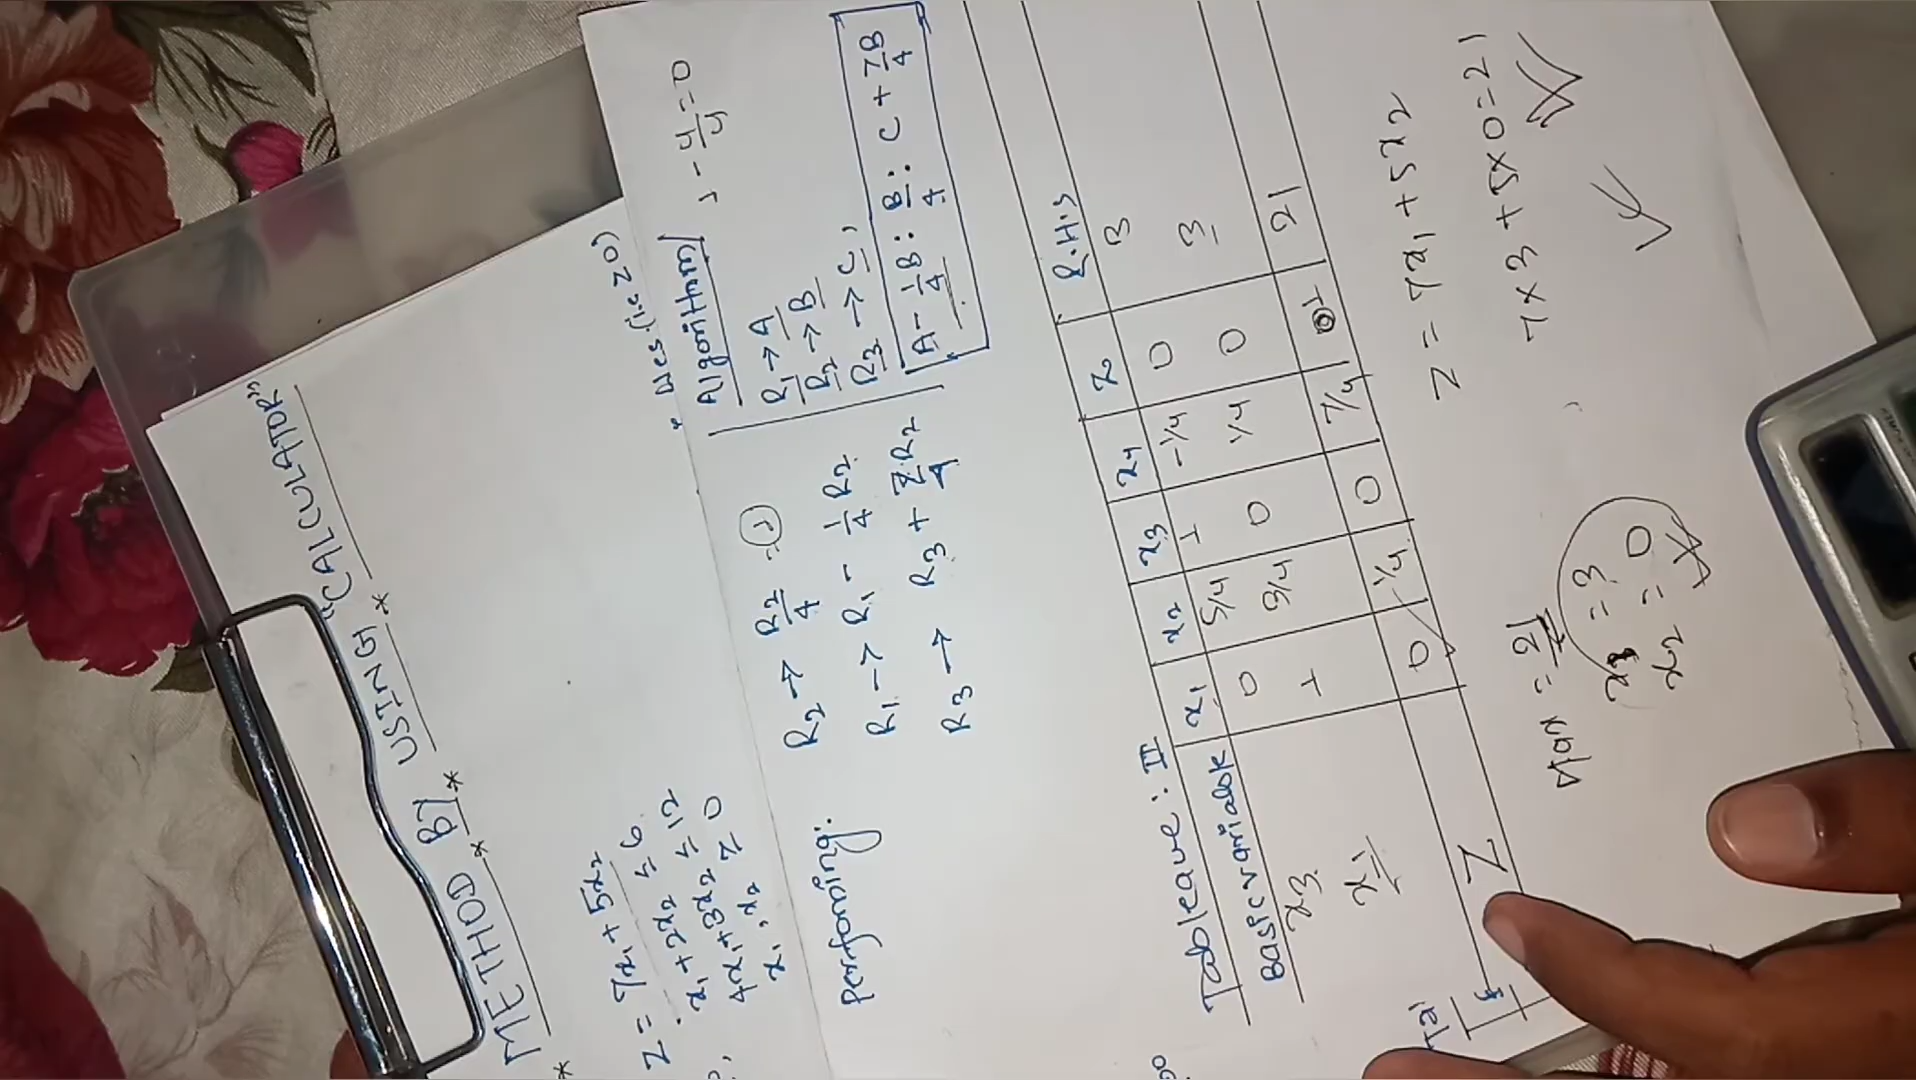 *METHOD* BY* USING* "CALCULATOR"
Z = 7x₁ + 5x₂
x₁ + 2x₂ ≤ 6
4x₁ + 3x₂ ≤ 12
x₁, x₂ ≥ 0
Performing:
R₂ → R₂/4 -①
R₁ → R₁ - 1/4 R₂
R₃ → R₃ + 7/4 R₂
Algorithm
R₁ → A
R₂ → B
R₃ → C,
A - 1/4 B : B/4 : C + 7B/4
Tableaue: II
Basic variable x₁ x₂ x₃ x₄ z R.H.S
x₃ 0 5/4 1 -1/4 0 3
x₁ 1 3/4 0 1/4 0 3
Z 0 1/4 0 7/4 1 21
Z = 7x₁ + 5x₂
7 x 3 + 5 x 0 = 21
Max = 21
= 3
x₂ = 0